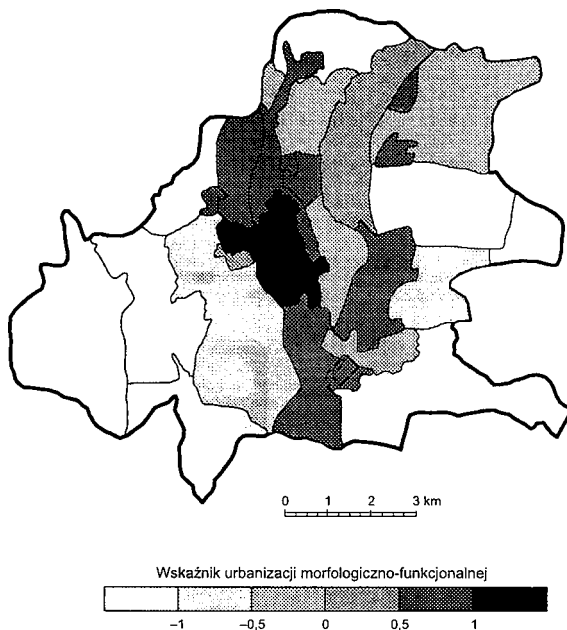 0 1 2 3 km
Wskaźnik urbanizacji morfologiczno-funkcjonalnej
–1 –0,5 0 0,5 1